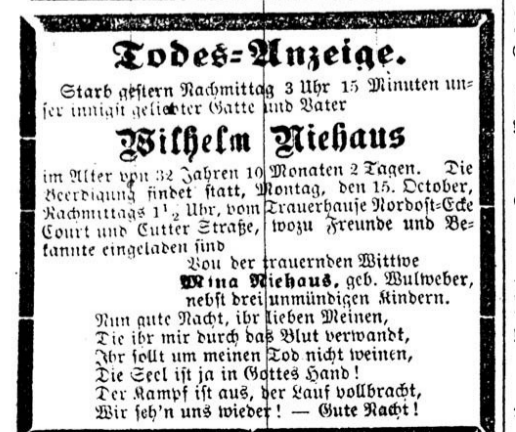 Todes=Anzeige.
Starb gestern Nachmittag 3 Uhr 15 Minuten un=
ser innigst geliebter Gatte und Vater
Wilhelm Niehaus
im Alter von 32 Jahren 10 Monaten 2 Tagen. Die
Beerdigung findet statt, Montag, den 15. October,
Nachmittags 1 1/2 Uhr, vom Trauerhause Nordost=Ecke
Court und Cutter Straße, wozu Freunde und Be=
kannte eingeladen sind
Von der trauernden Wittwe
Mina Niehaus, geb. Wulweber,
nebst drei unmündigen Kindern.
Nun gute Nacht, ihr lieben Meinen,
Die ihr mir durch das Blut verwandt,
Ihr sollt um meinen Tod nicht weinen,
Die Seel ist ja in Gottes Hand!
Der Kampf ist aus, der Lauf vollbracht,
Wir seh'n uns wieder! — Gute Nacht!